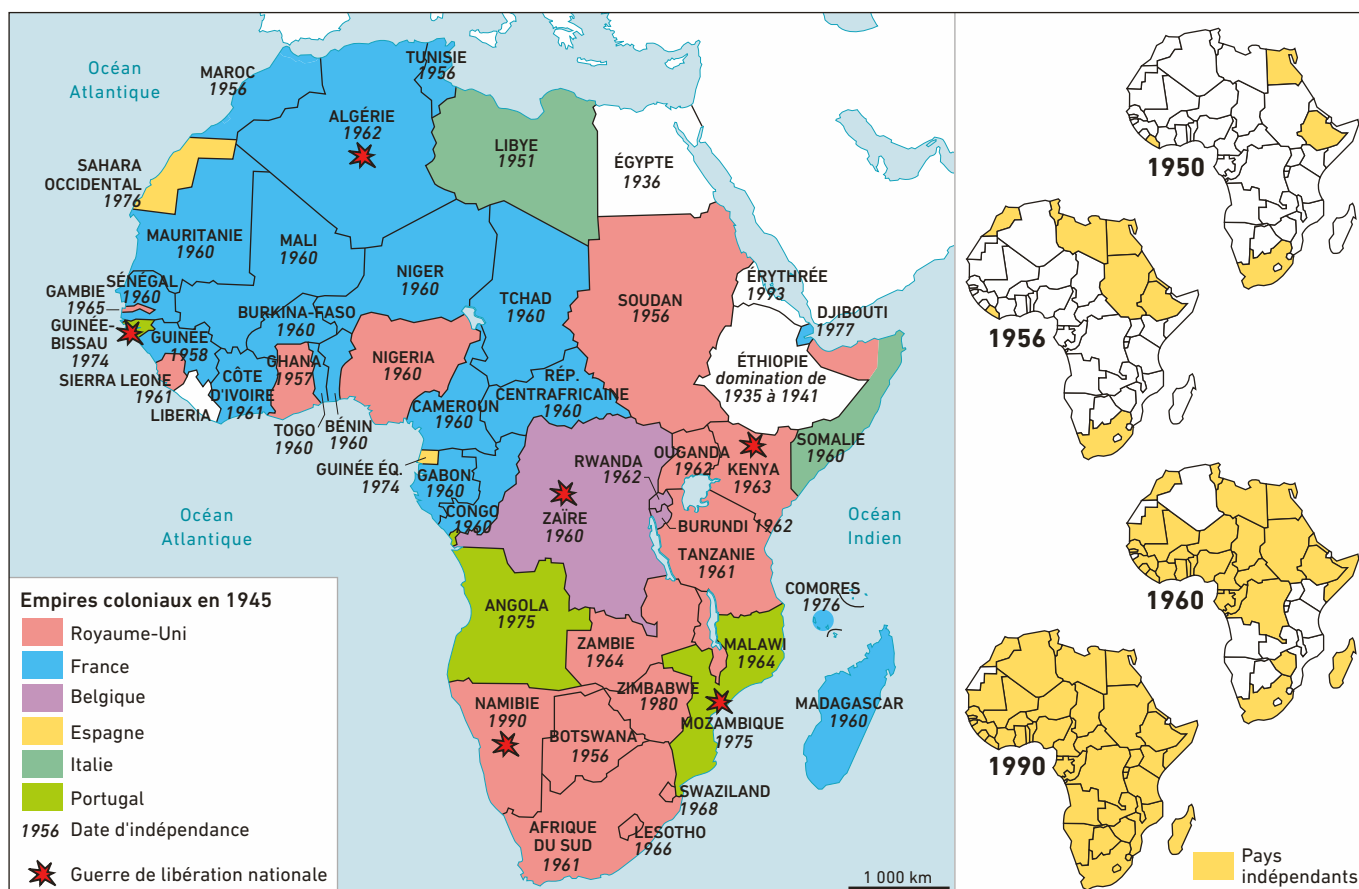 Océan
Atlantique
MAROC
1956
TUNISIE
1956
ALGÉRIE
1962
LIBYE
1951
ÉGYPTE
1936
SAHARA
OCCIDENTAL
1976
MAURITANIE
1960
MALI
1960
NIGER
1960
TCHAD
1960
SOUDAN
1956
ÉRYTHRÉE
1993
DJIBOUTI
1977
SÉNÉGAL
1960
GAMBIE
1965
GUINÉE-
BISSAU
1974
GUINÉE
1958
BURKINA-FASO
1960
SIERRA LEONE
1961
LIBERIA
CÔTE
D'IVOIRE
1961
GHANA
1957
TOGO
1960
BÉNIN
1960
NIGERIA
1960
CAMEROUN
1960
RÉP.
CENTRAFRICAINE
1960
ÉTHIOPIE
domination de
1935 à 1941
SOMALIE
1960
GUINÉE ÉQ.
1974
GABON
1960
CONGO
1960
ZAÏRE
1960
RWANDA
1962
OUGANDA
1962
KENYA
1963
BURUNDI 1962
TANZANIE
1961
Océan
Atlantique
Océan
Indien
COMORES
1976
ANGOLA
1975
ZAMBIE
1964
MALAWI
1964
ZIMBABWE
1980
MOZAMBIQUE
1975
MADAGASCAR
1960
NAMIBIE
1990
BOTSWANA
1956
SWAZILAND
1968
LESOTHO
1966
AFRIQUE
DU SUD
1961
1 000 km
Empires coloniaux en 1945
Royaume-Uni
France
Belgique
Espagne
Italie
Portugal
1956 Date d'indépendance
Guerre de libération nationale
1950
1956
1960
1990
Pays
indépendants